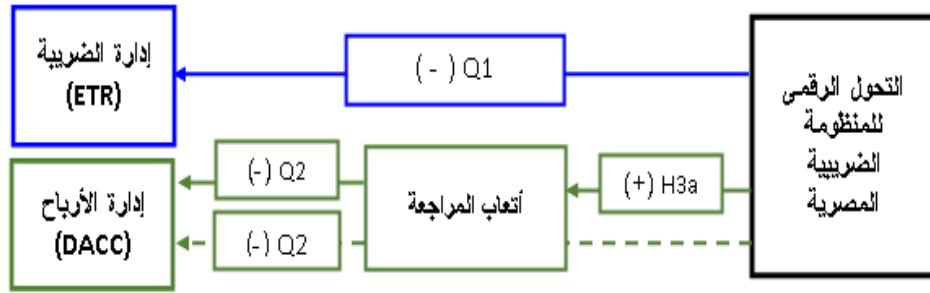 إدارة الضريبة
(ETR)
( - ) Q1
التحول الرقمى
للمنظومة
الضريبية
المصرية
إدارة الأرباح
(DACC)
(-) Q2
أتعاب المراجعة
(+) H3a
(-) Q2